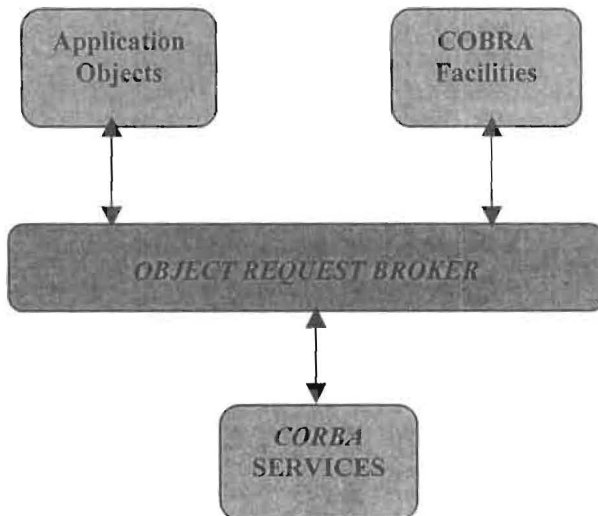 Application
Objects
COBRA
Facilities
OBJECT REQUEST BROKER
CORBA
SERVICES